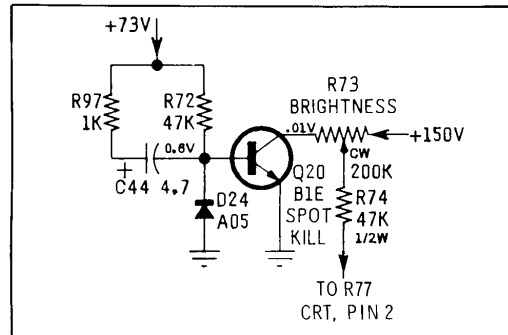 +73V
R97
1K
R72
47K
R73
BRIGHTNESS
.01V
+150V
CW
200K
+
0.6V
C44 4.7
D24
A05
Q20
B1E
SPOT
KILL
R74
47K
1/2W
TO R77
CRT, PIN 2